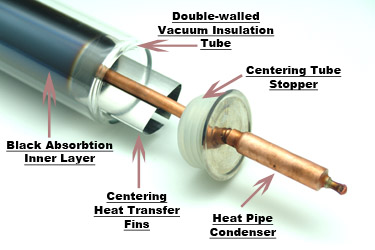 Double-walled
Vacuum Insulation
Tube
Centering Tube
Stopper
Black Absorbtion
Inner Layer
Centering
Heat Transfer
Fins
Heat Pipe
Condenser